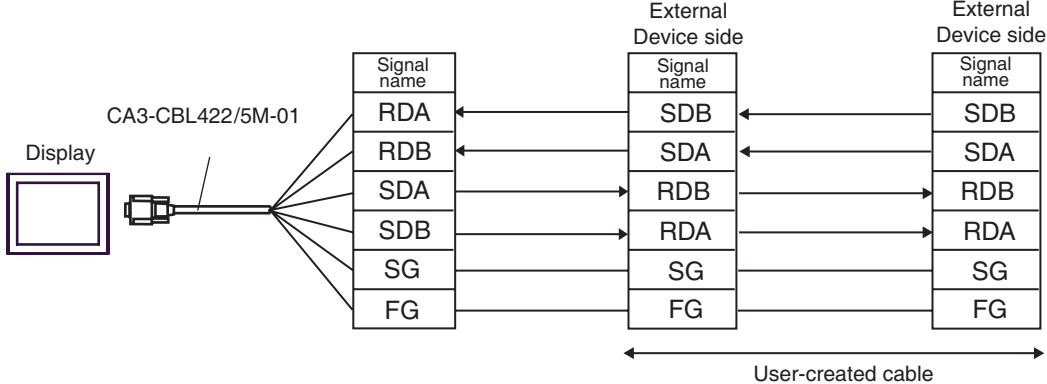 External
Device side
External
Device side
Signal
name
Signal
name
Signal
name
CA3-CBL422/5M-01
Display
RDA
SDB
SDB
RDB
SDA
SDA
SDA
RDB
RDB
SDB
RDA
RDA
SG
SG
SG
FG
FG
FG
User-created cable